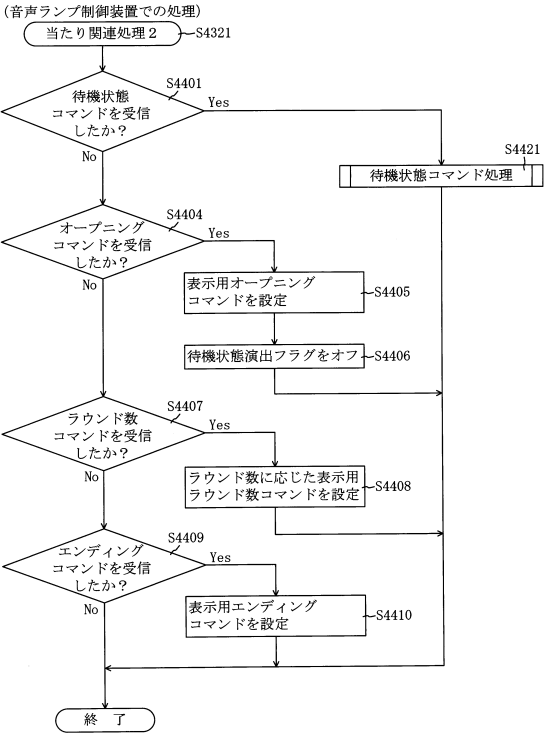 (音声ランプ制御装置での処理)
当たり関連処理2
S4321
S4401
待機状態
コマンドを受信
したか?
Yes
No
S4421
待機状態コマンド処理
S4404
オープニング
コマンドを受信
したか?
Yes
No
表示用オープニング
コマンドを設定
S4405
待機状態演出フラグをオフ
S4406
S4407
ラウンド数
コマンドを受信
したか?
Yes
No
ラウンド数に応じた表示用
ラウンド数コマンドを設定
S4408
S4409
エンディング
コマンドを受信
したか?
Yes
No
表示用エンディング
コマンドを設定
S4410
終 了